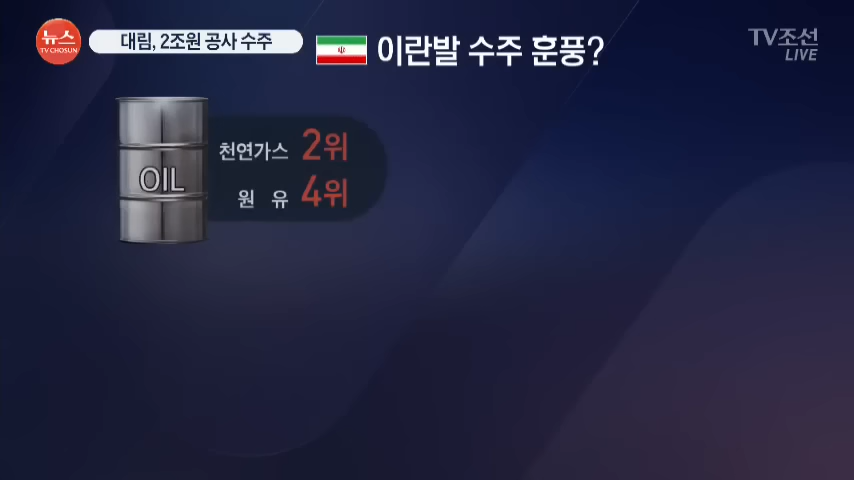 뉴스
TV CHOSUN
대림, 2조원 공사 수주
이란발 수주 훈풍?
TV조선
LIVE
OIL
천연가스 2위
원 유 4위